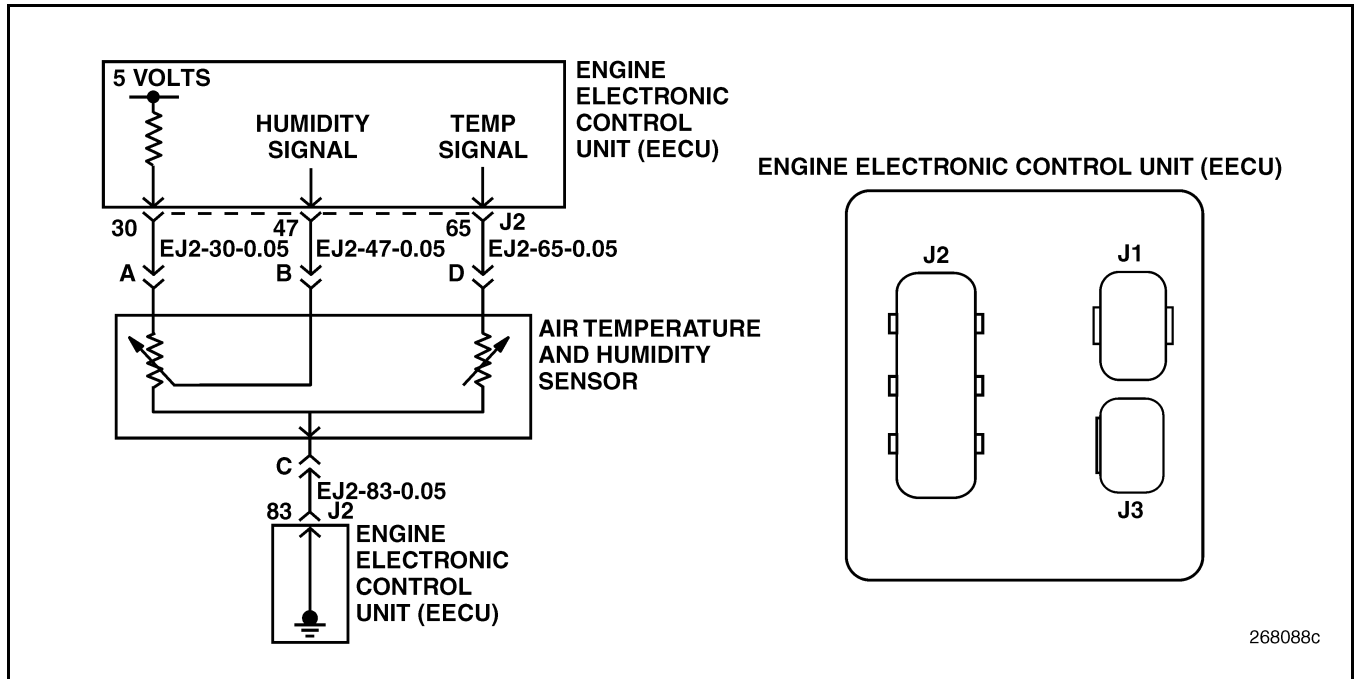 5 VOLTS
HUMIDITY
SIGNAL
TEMP
SIGNAL
ENGINE
ELECTRONIC
CONTROL
UNIT (EECU)
30
47
65
J2
EJ2-30-0.05
EJ2-47-0.05
EJ2-65-0.05
A
B
D
AIR TEMPERATURE
AND HUMIDITY
SENSOR
C
EJ2-83-0.05
83
J2
ENGINE
ELECTRONIC
CONTROL
UNIT (EECU)
ENGINE ELECTRONIC CONTROL UNIT (EECU)
J2
J1
J3
268088c